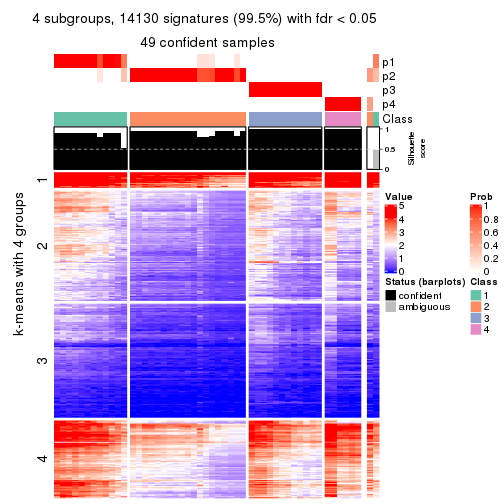 4 subgroups, 14130 signatures (99.5%) with fdr < 0.05
49 confident samples
p1
p2
p3
p4
Class
1
0.5
0
Silhouette
score
k-means with 4 groups
1
2
3
4
Value
5
4
3
2
1
0
Prob
1
0.8
0.6
0.4
0.2
0
Status (barplots)
confident
ambiguous
Class
1
2
3
4